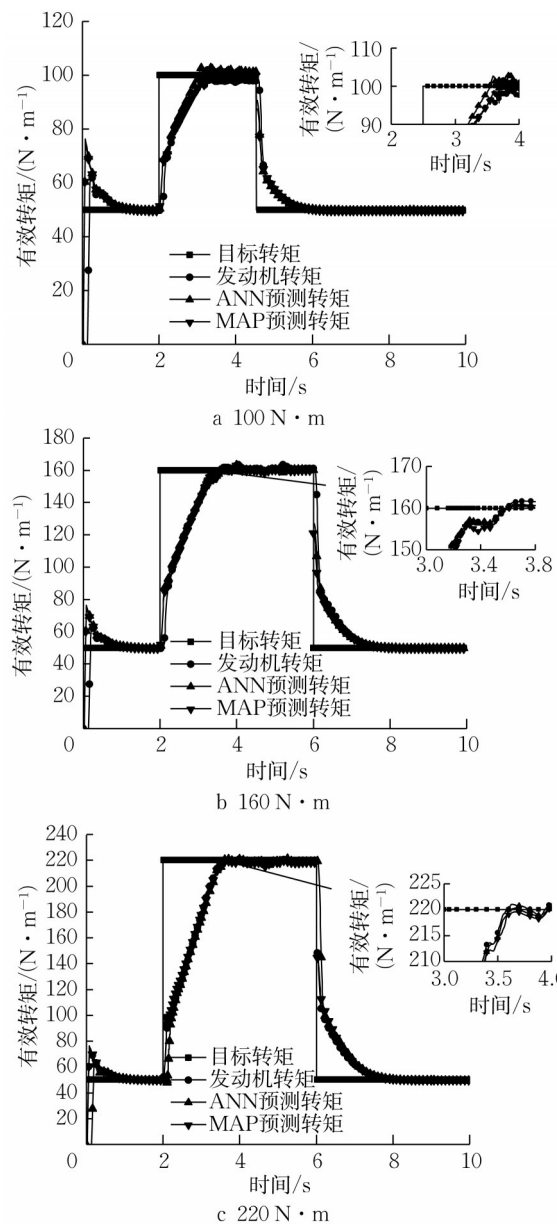 120
100
80
60
40
20
0
2
4
6
8
10
有效转矩/(N·m⁻¹)
时间/s
目标转矩
发动机转矩
ANN预测转矩
MAP预测转矩
110
100
90
2
3
4
有效转矩/
(N·m⁻¹)
时间/s
a 100 N·m
180
160
140
120
100
80
60
40
20
0
2
4
6
8
10
有效转矩/(N·m⁻¹)
时间/s
目标转矩
发动机转矩
ANN预测转矩
MAP预测转矩
170
160
150
3.0
3.4
3.8
有效转矩/
(N·m⁻¹)
时间/s
b 160 N·m
240
220
200
180
160
140
120
100
80
60
40
20
0
2
4
6
8
10
有效转矩/(N·m⁻¹)
时间/s
目标转矩
发动机转矩
ANN预测转矩
MAP预测转矩
225
220
215
210
3.0
3.5
有效转矩/
(N·m⁻¹)
时间/s
c 220 N·m